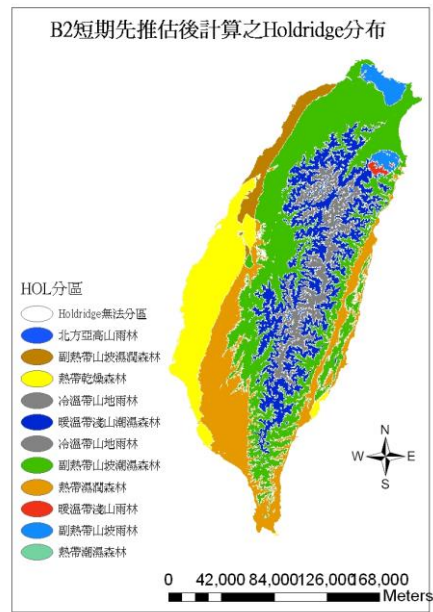 B2短期先推估後計算之Holdridge分布
HOL分區
Holdridge無法分區
北方亞高山雨林
副熱帶山坡濕潤森林
熱帶乾燥森林
冷溫帶山地雨林
暖溫帶淺山潮濕森林
冷溫帶山地雨林
副熱帶山坡潮濕森林
熱帶濕潤森林
暖溫帶淺山雨林
副熱帶山坡雨林
熱帶潮濕森林
N
W E
S
0 42,000 84,000 126,000 168,000
Meters